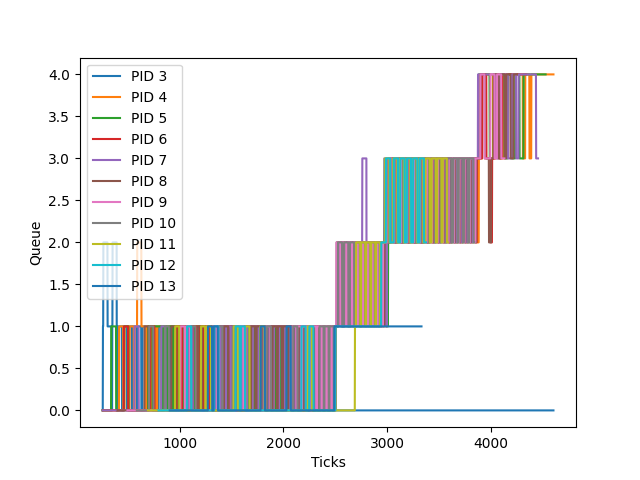 4.0
3.5
3.0
2.5
2.0
1.5
1.0
0.5
0.0
Queue
PID 3
PID 4
PID 5
PID 6
PID 7
PID 8
PID 9
PID 10
PID 11
PID 12
PID 13
1000 2000 3000 4000
Ticks